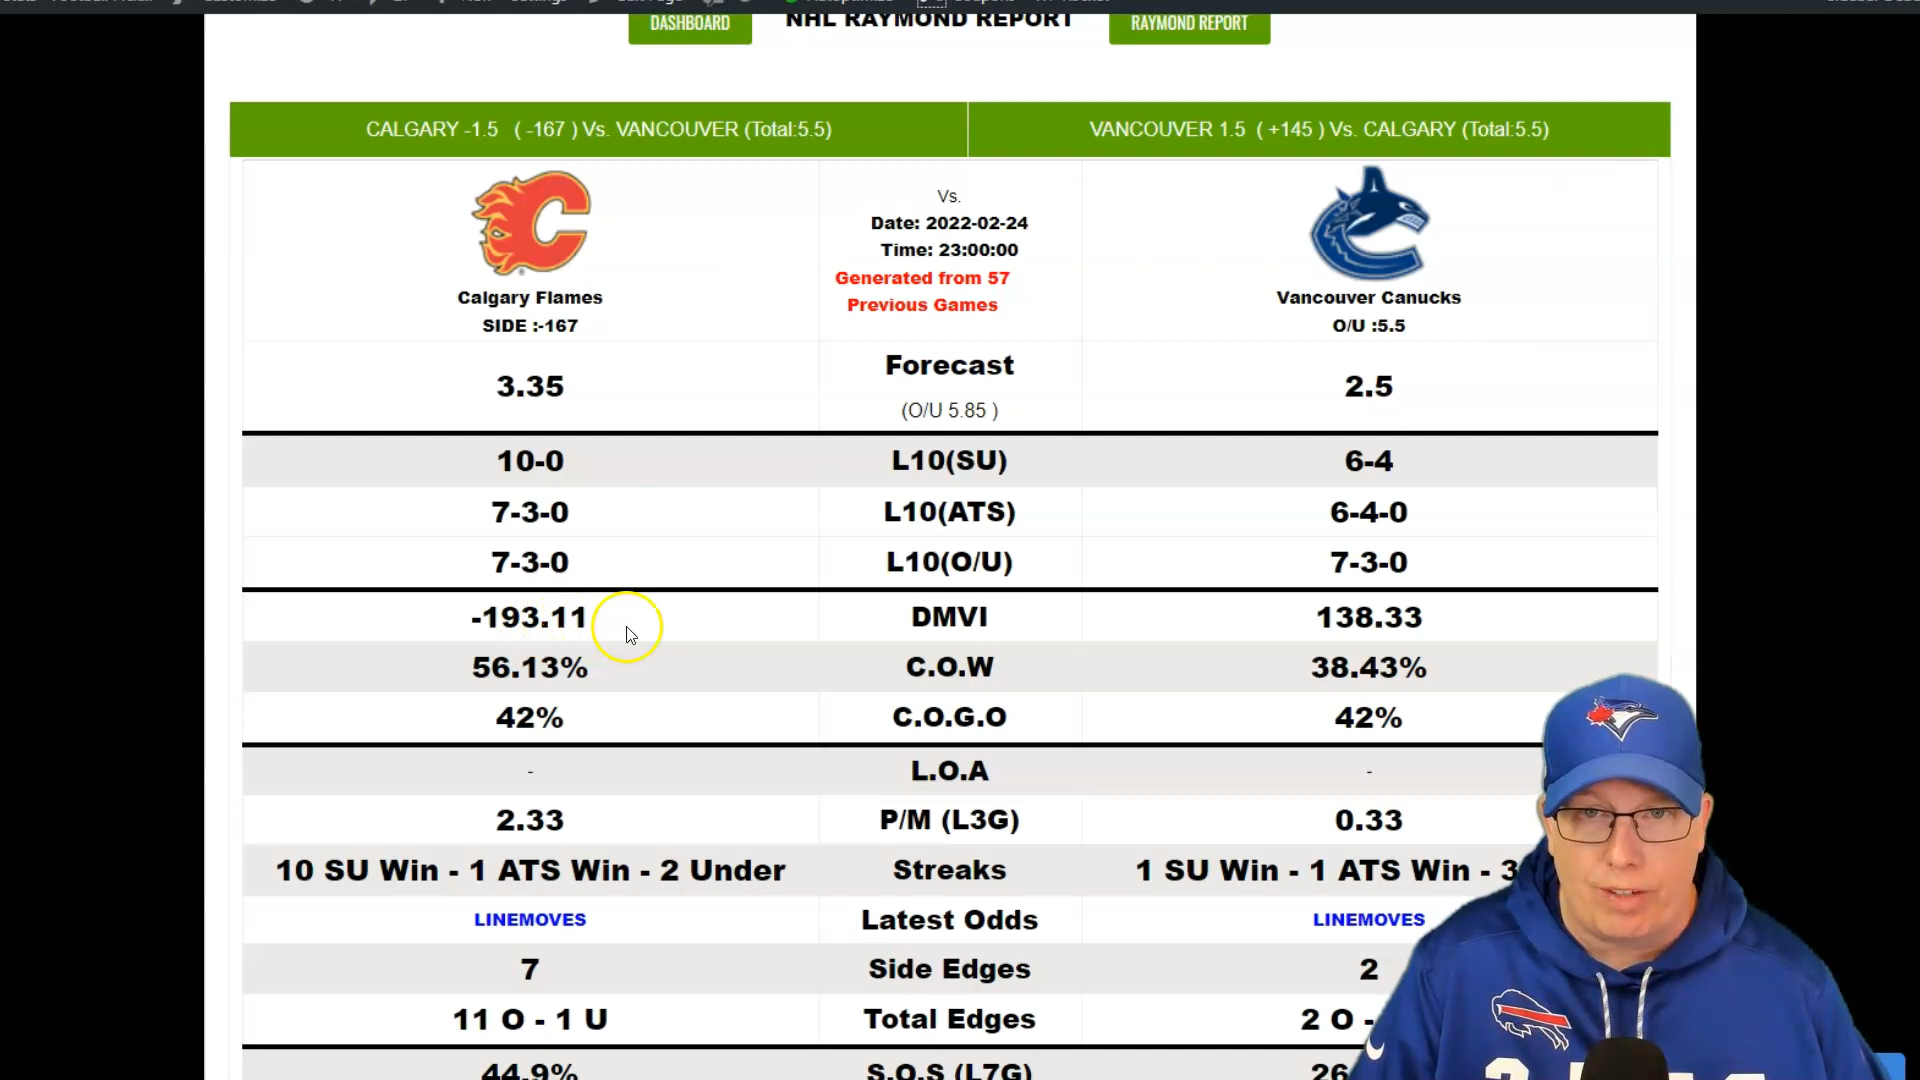 DASHBOARD
NHL RAYMOND REPORT
RAYMOND REPORT
CALGARY -1.5 ( -167 ) Vs. VANCOUVER (Total:5.5)
VANCOUVER 1.5 ( +145 ) Vs. CALGARY (Total:5.5)
Calgary Flames
SIDE :-167
Vs.
Date: 2022-02-24
Time: 23:00:00
Generated from 57
Previous Games
Vancouver Canucks
O/U :5.5
3.35
Forecast
(O/U 5.85 )
2.5
10-0 L10(SU) 6-4
7-3-0 L10(ATS) 6-4-0
7-3-0 L10(O/U) 7-3-0
-193.11 DMVI 138.33
56.13% C.O.W 38.43%
42% C.O.G.O 42%
- L.O.A -
2.33 P/M (L3G) 0.33
10 SU Win - 1 ATS Win - 2 Under Streaks 1 SU Win - 1 ATS Win - 3
LINEMOVES Latest Odds LINEMOVES
7 Side Edges 2
11 O - 1 U Total Edges 2 O -
44.9% S.O.S (L7G) 26